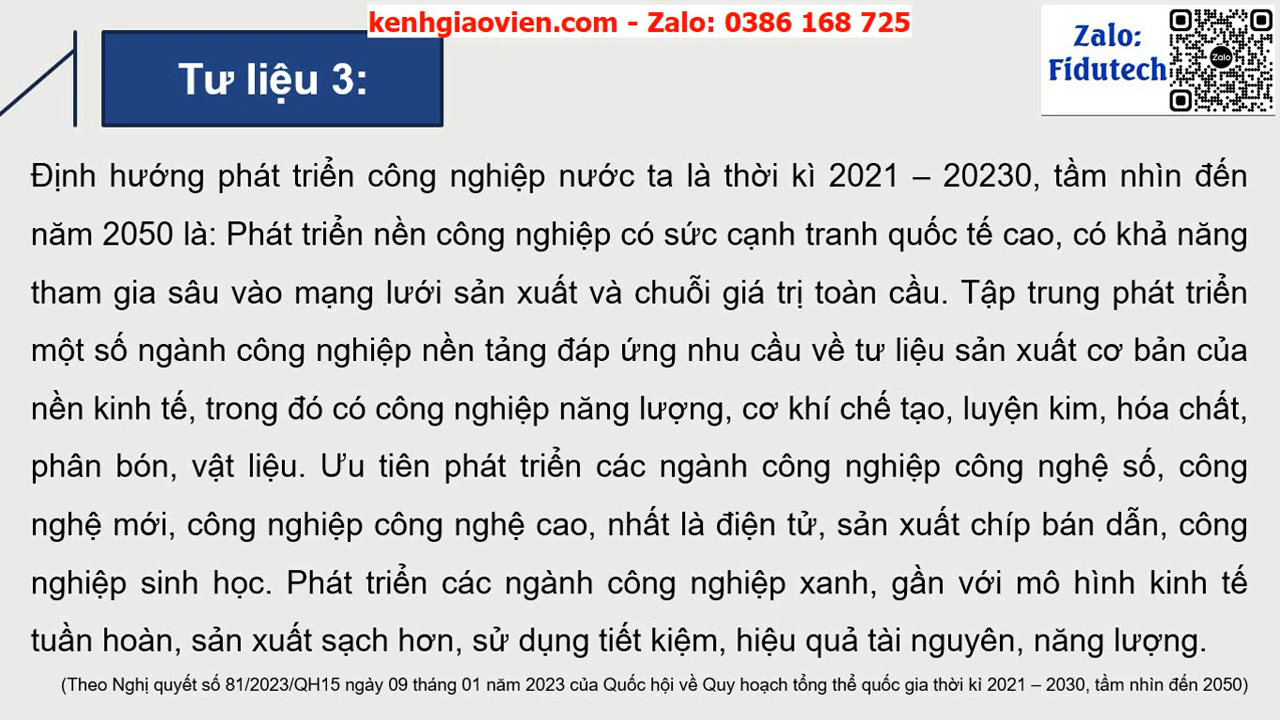 kenhgiaovien.com - Zalo: 0386 168 725
Zalo:
Fidutech
Zalo
Tư liệu 3:
Định hướng phát triển công nghiệp nước ta là thời kì 2021 – 20230, tầm nhìn đến
năm 2050 là: Phát triển nền công nghiệp có sức cạnh tranh quốc tế cao, có khả năng
tham gia sâu vào mạng lưới sản xuất và chuỗi giá trị toàn cầu. Tập trung phát triển
một số ngành công nghiệp nền tảng đáp ứng nhu cầu về tư liệu sản xuất cơ bản của
nền kinh tế, trong đó có công nghiệp năng lượng, cơ khí chế tạo, luyện kim, hóa chất,
phân bón, vật liệu. Ưu tiên phát triển các ngành công nghiệp công nghệ số, công
nghệ mới, công nghiệp công nghệ cao, nhất là điện tử, sản xuất chíp bán dẫn, công
nghiệp sinh học. Phát triển các ngành công nghiệp xanh, gần với mô hình kinh tế
tuần hoàn, sản xuất sạch hơn, sử dụng tiết kiệm, hiệu quả tài nguyên, năng lượng.
(Theo Nghị quyết số 81/2023/QH15 ngày 09 tháng 01 năm 2023 của Quốc hội về Quy hoạch tổng thể quốc gia thời kì 2021 – 2030, tầm nhìn đến 2050)